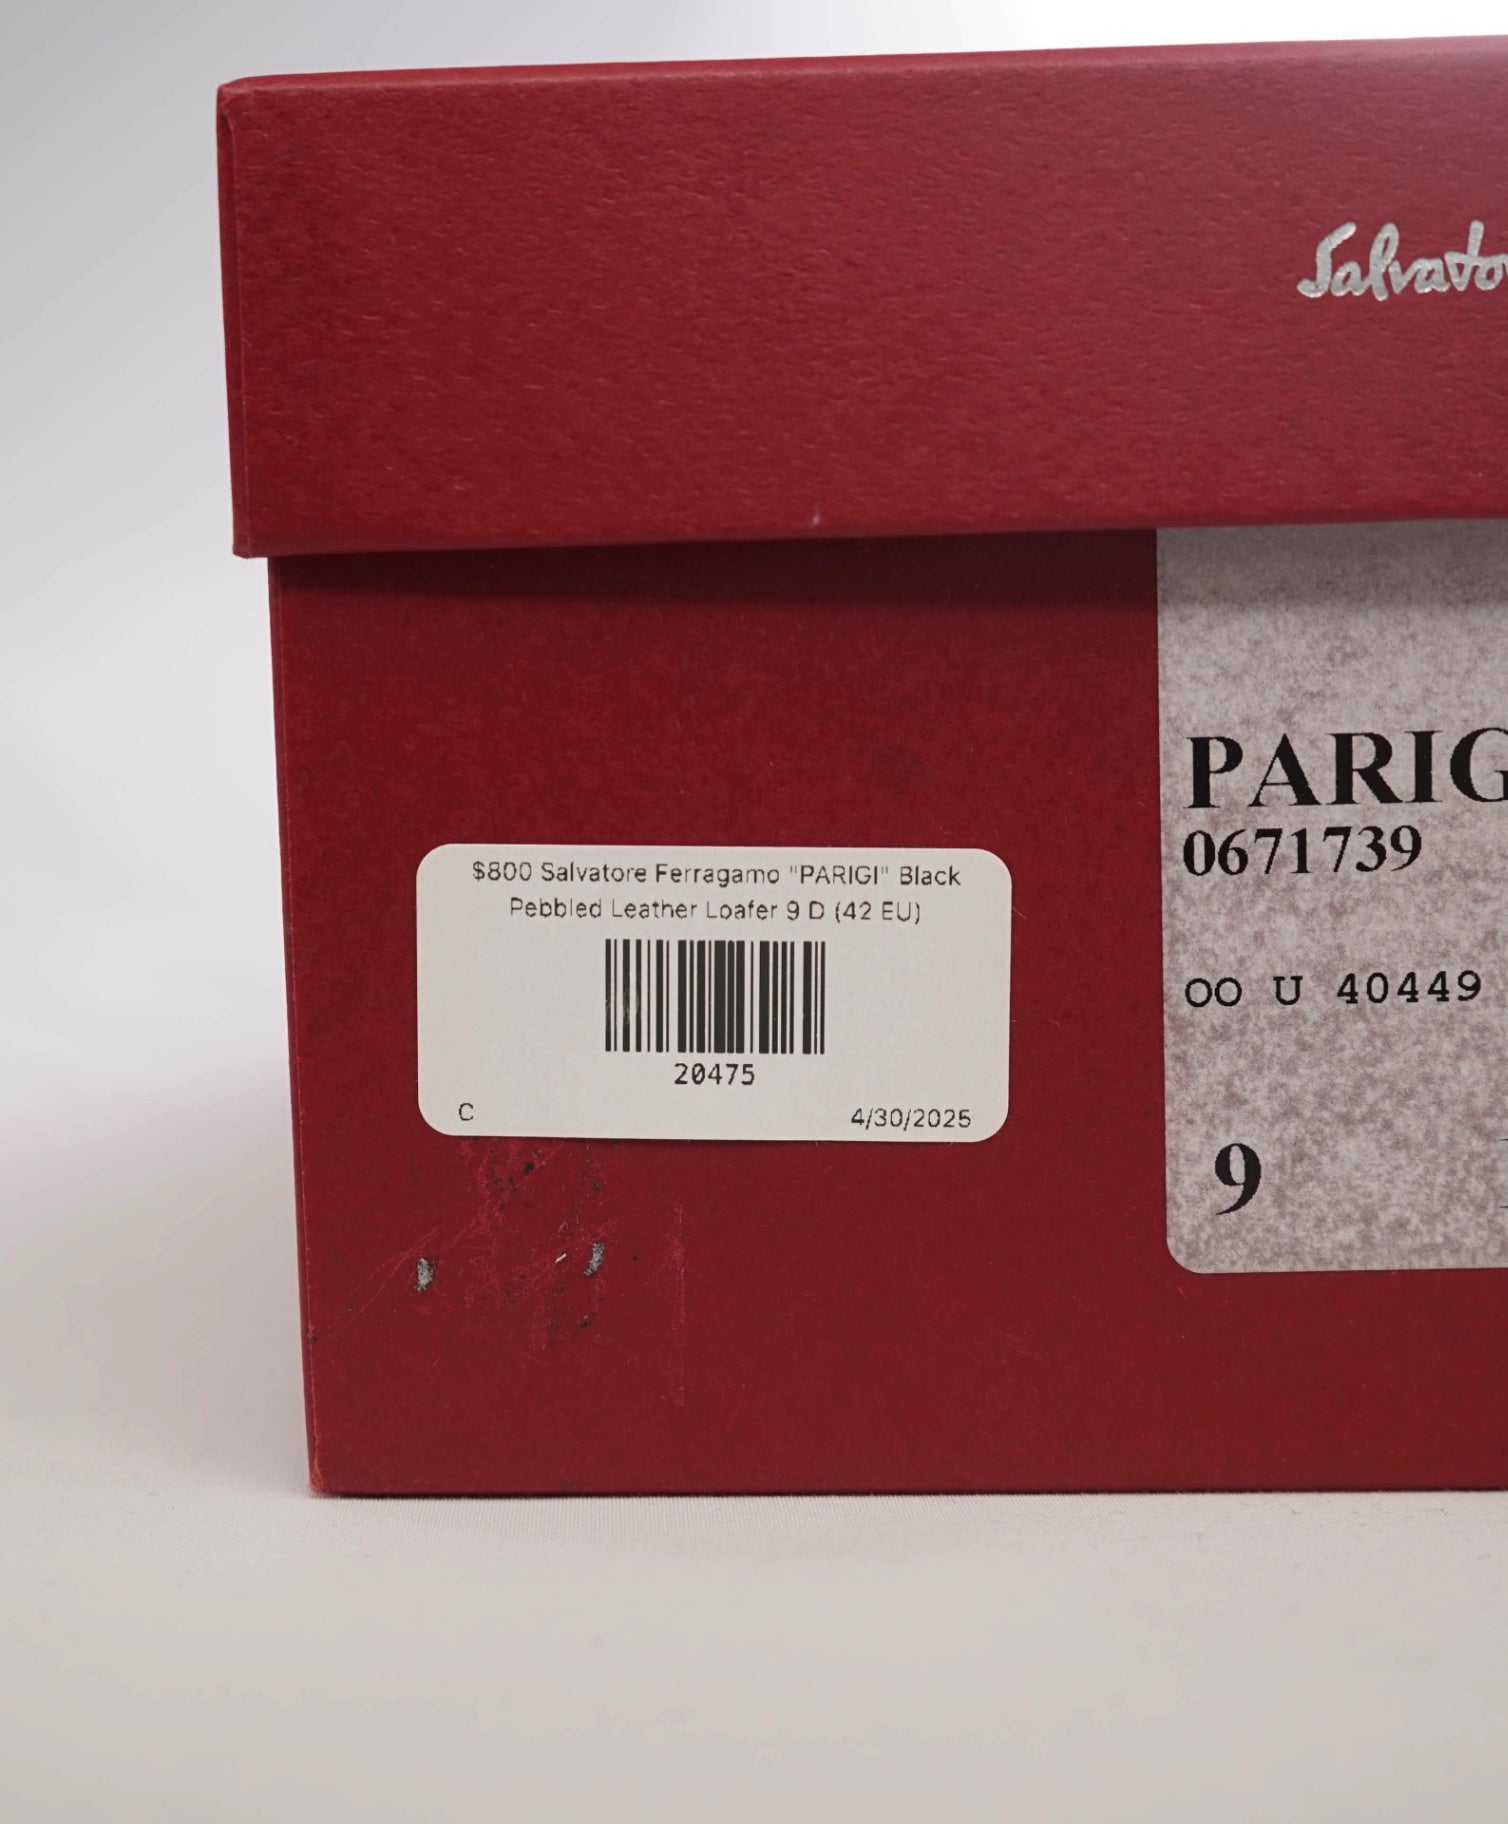 Salvato
$800 Salvatore Ferragamo "PARIGI" Black
Pebbled Leather Loafer 9 D (42 EU)
20475
C
4/30/2025
PARIG
0671739
OO U 40449
9